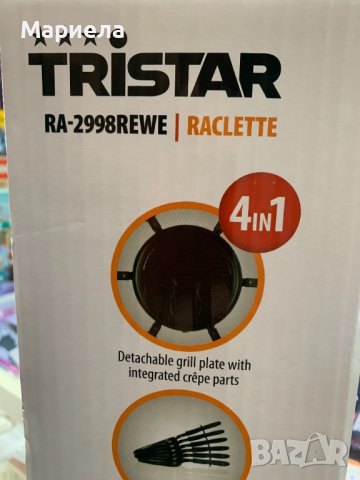 Мариела
TRISTAR
RA-2998REWE | RACLETTE
4IN1
Detachable grill plate with
integrated crêpe parts
BAZAR